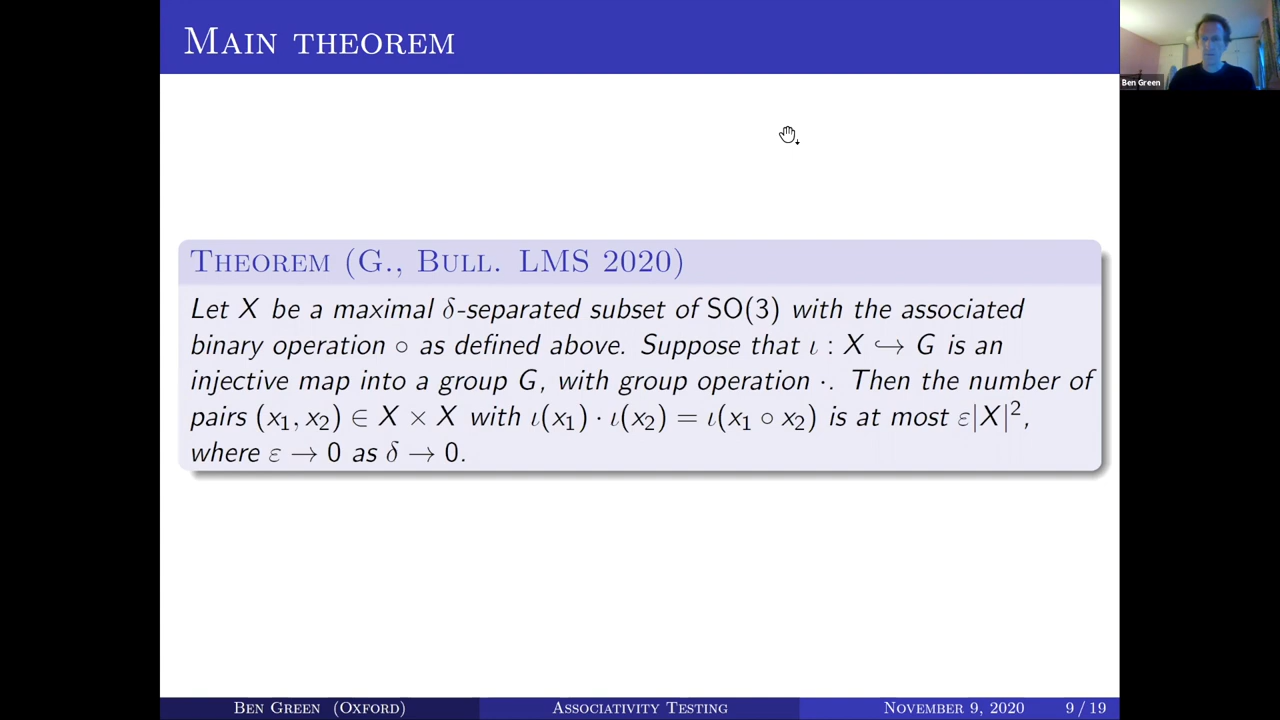 Main theorem
Ben Green
Theorem (G., Bull. LMS 2020)
Let X be a maximal δ-separated subset of SO(3) with the associated
binary operation ∘ as defined above. Suppose that ι : X ↪ G is an
injective map into a group G, with group operation ·. Then the number of
pairs (x₁, x₂) ∈ X × X with ι(x₁) · ι(x₂) = ι(x₁ ∘ x₂) is at most ε|X|²,
where ε → 0 as δ → 0.
Ben Green (Oxford) Associativity Testing November 9, 2020 9 / 19